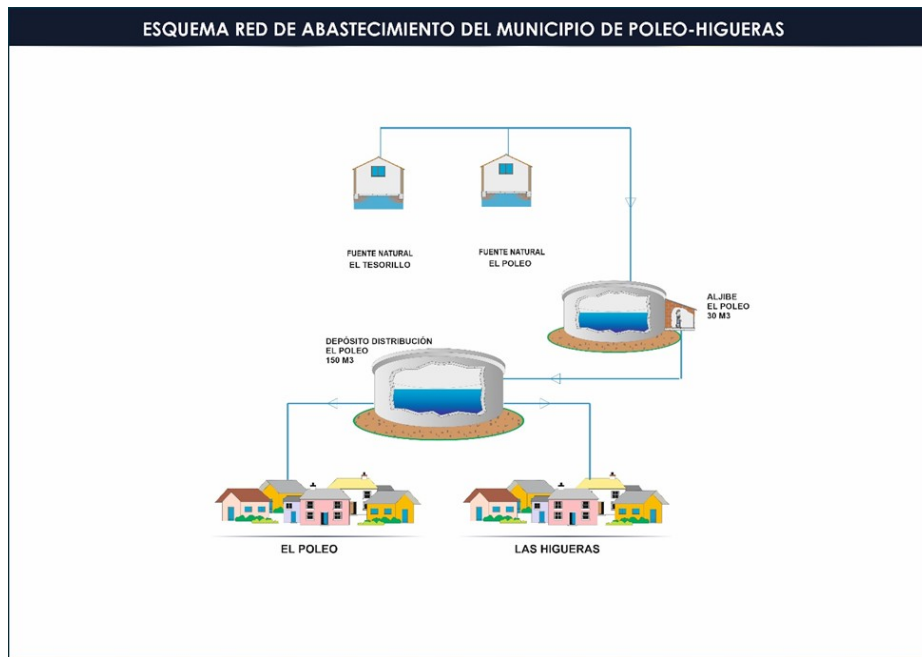 ESQUEMA RED DE ABASTECIMIENTO DEL MUNICIPIO DE POLEO-HIGUERAS
FUENTE NATURAL
EL TESORILLO
FUENTE NATURAL
EL POLEO
ALJIBE
EL POLEO
30 M3
DEPÓSITO DISTRIBUCIÓN
EL POLEO
150 M3
EL POLEO
LAS HIGUERAS